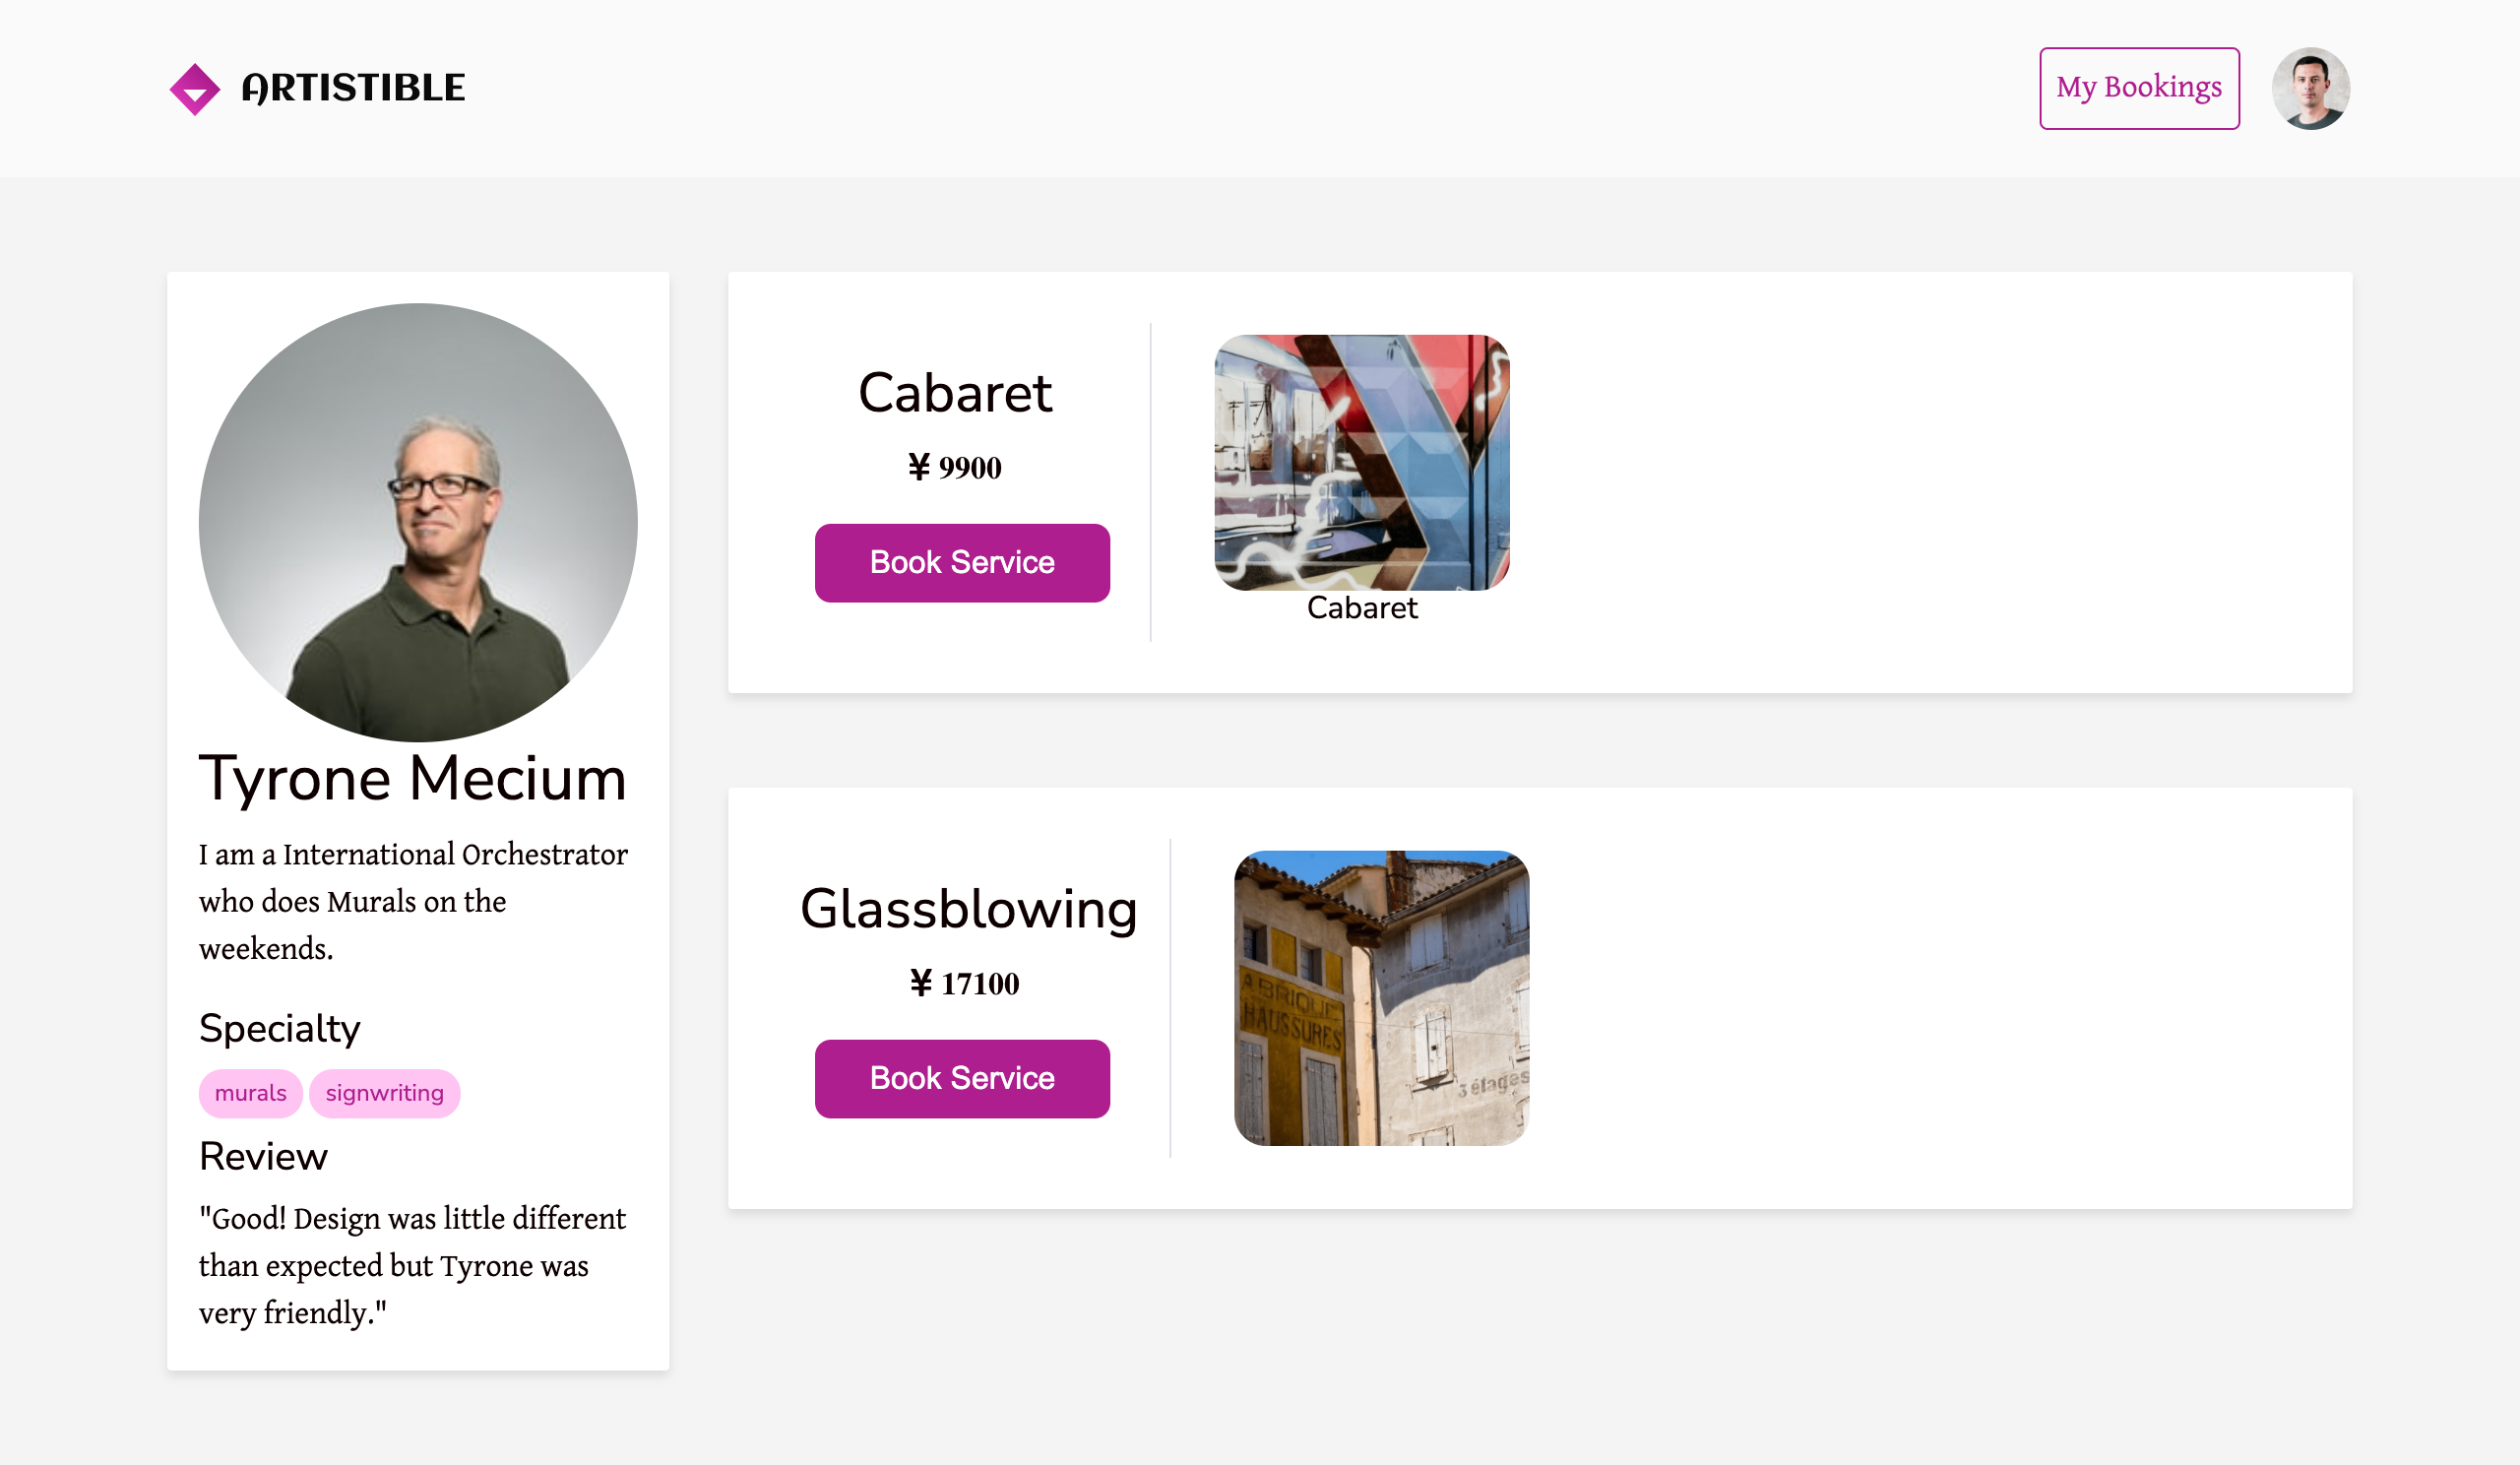 ARTISTIBLE
My Bookings
Tyrone Mecium
I am a International Orchestrator
who does Murals on the
weekends.
Specialty
murals signwriting
Review
"Good! Design was little different
than expected but Tyrone was
very friendly."
Cabaret
¥ 9900
Book Service
Cabaret
Glassblowing
¥ 17100
Book Service
ABRIQUE
HAUSSURES
3 étages